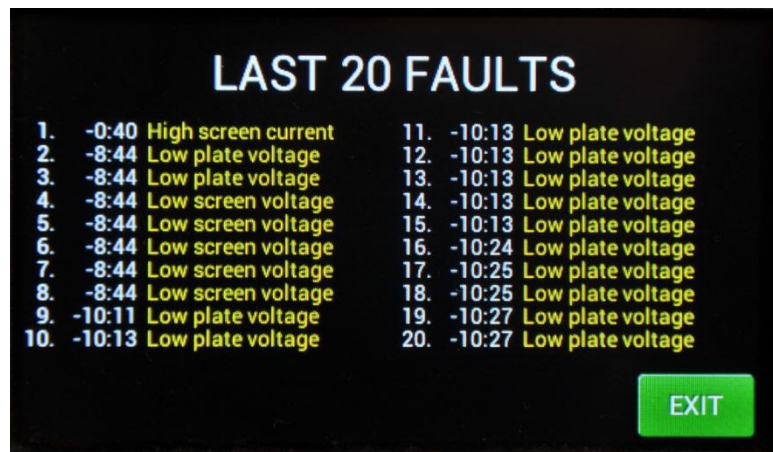 LAST 20 FAULTS
1. -0:40 High screen current
2. -8:44 Low plate voltage
3. -8:44 Low plate voltage
4. -8:44 Low screen voltage
5. -8:44 Low screen voltage
6. -8:44 Low screen voltage
7. -8:44 Low screen voltage
8. -8:44 Low screen voltage
9. -10:11 Low plate voltage
10. -10:13 Low plate voltage
11. -10:13 Low plate voltage
12. -10:13 Low plate voltage
13. -10:13 Low plate voltage
14. -10:13 Low plate voltage
15. -10:13 Low plate voltage
16. -10:24 Low plate voltage
17. -10:25 Low plate voltage
18. -10:25 Low plate voltage
19. -10:27 Low plate voltage
20. -10:27 Low plate voltage
EXIT